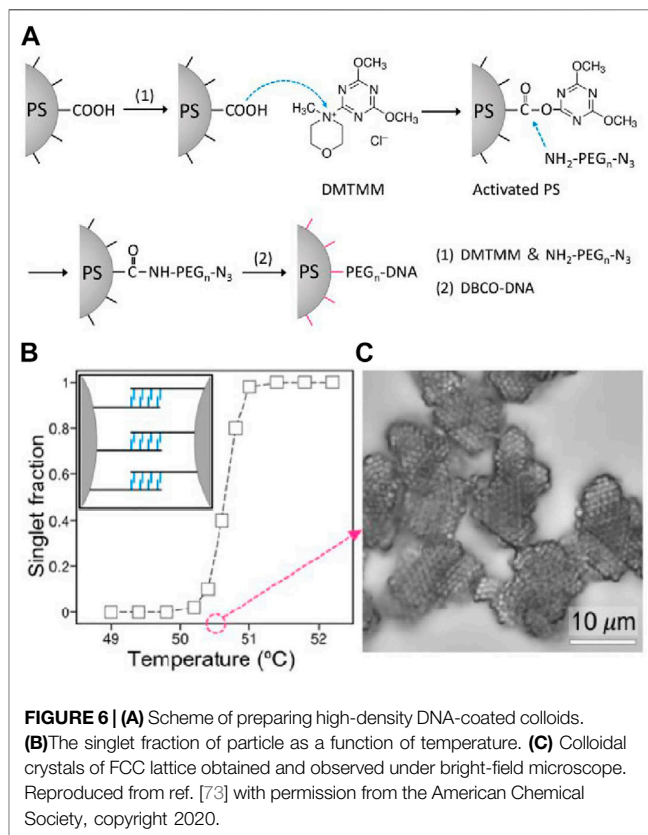 A
PS
COOH
(1)
PS
COOH
H₃C
N⁺
O
N
N
N
OCH₃
OCH₃
Cl⁻
DMTMM
PS
O
C
O
N
N
N
OCH₃
OCH₃
NH₂-PEGₙ-N₃
Activated PS
PS
O
C
NH-PEGₙ-N₃
(2)
PS
PEGₙ-DNA
(1) DMTMM & NH₂-PEGₙ-N₃
(2) DBCO-DNA
B
Singlet fraction
1
0.8
0.6
0.4
0.2
0
49 50 51 52
Temperature (ºC)
C
10 µm
FIGURE 6 | (A) Scheme of preparing high-density DNA-coated colloids.
(B)The singlet fraction of particle as a function of temperature. (C) Colloidal
crystals of FCC lattice obtained and observed under bright-field microscope.
Reproduced from ref. [73] with permission from the American Chemical
Society, copyright 2020.